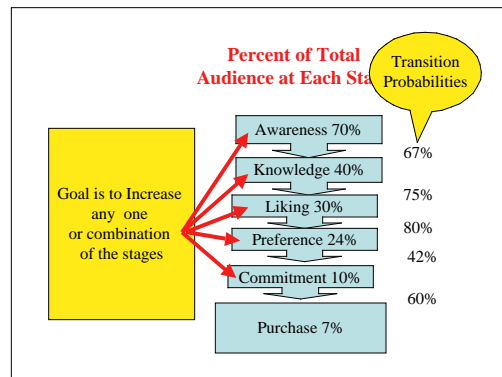 Percent of Total
Audience at Each Sta
Transition
Probabilities
Awareness 70%
67%
Knowledge 40%
75%
Goal is to Increase
any one
or combination
of the stages
Liking 30%
80%
Preference 24%
42%
Commitment 10%
60%
Purchase 7%